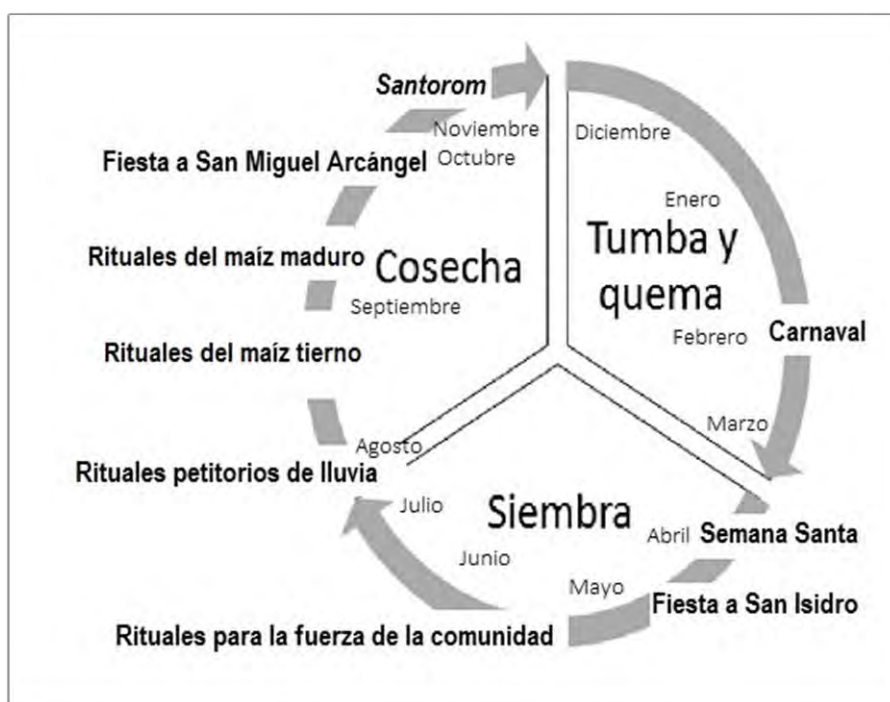 Santorom
Noviembre
Diciembre
Fiesta a San Miguel Arcángel
Octubre
Enero
Tumba y
quema
Rituales del maíz maduro
Cosecha
Septiembre
Febrero
Carnaval
Rituales del maíz tierno
Marzo
Agosto
Rituales petitorios de lluvia
Julio
Siembra
Abril
Semana Santa
Junio
Mayo
Fiesta a San Isidro
Rituales para la fuerza de la comunidad